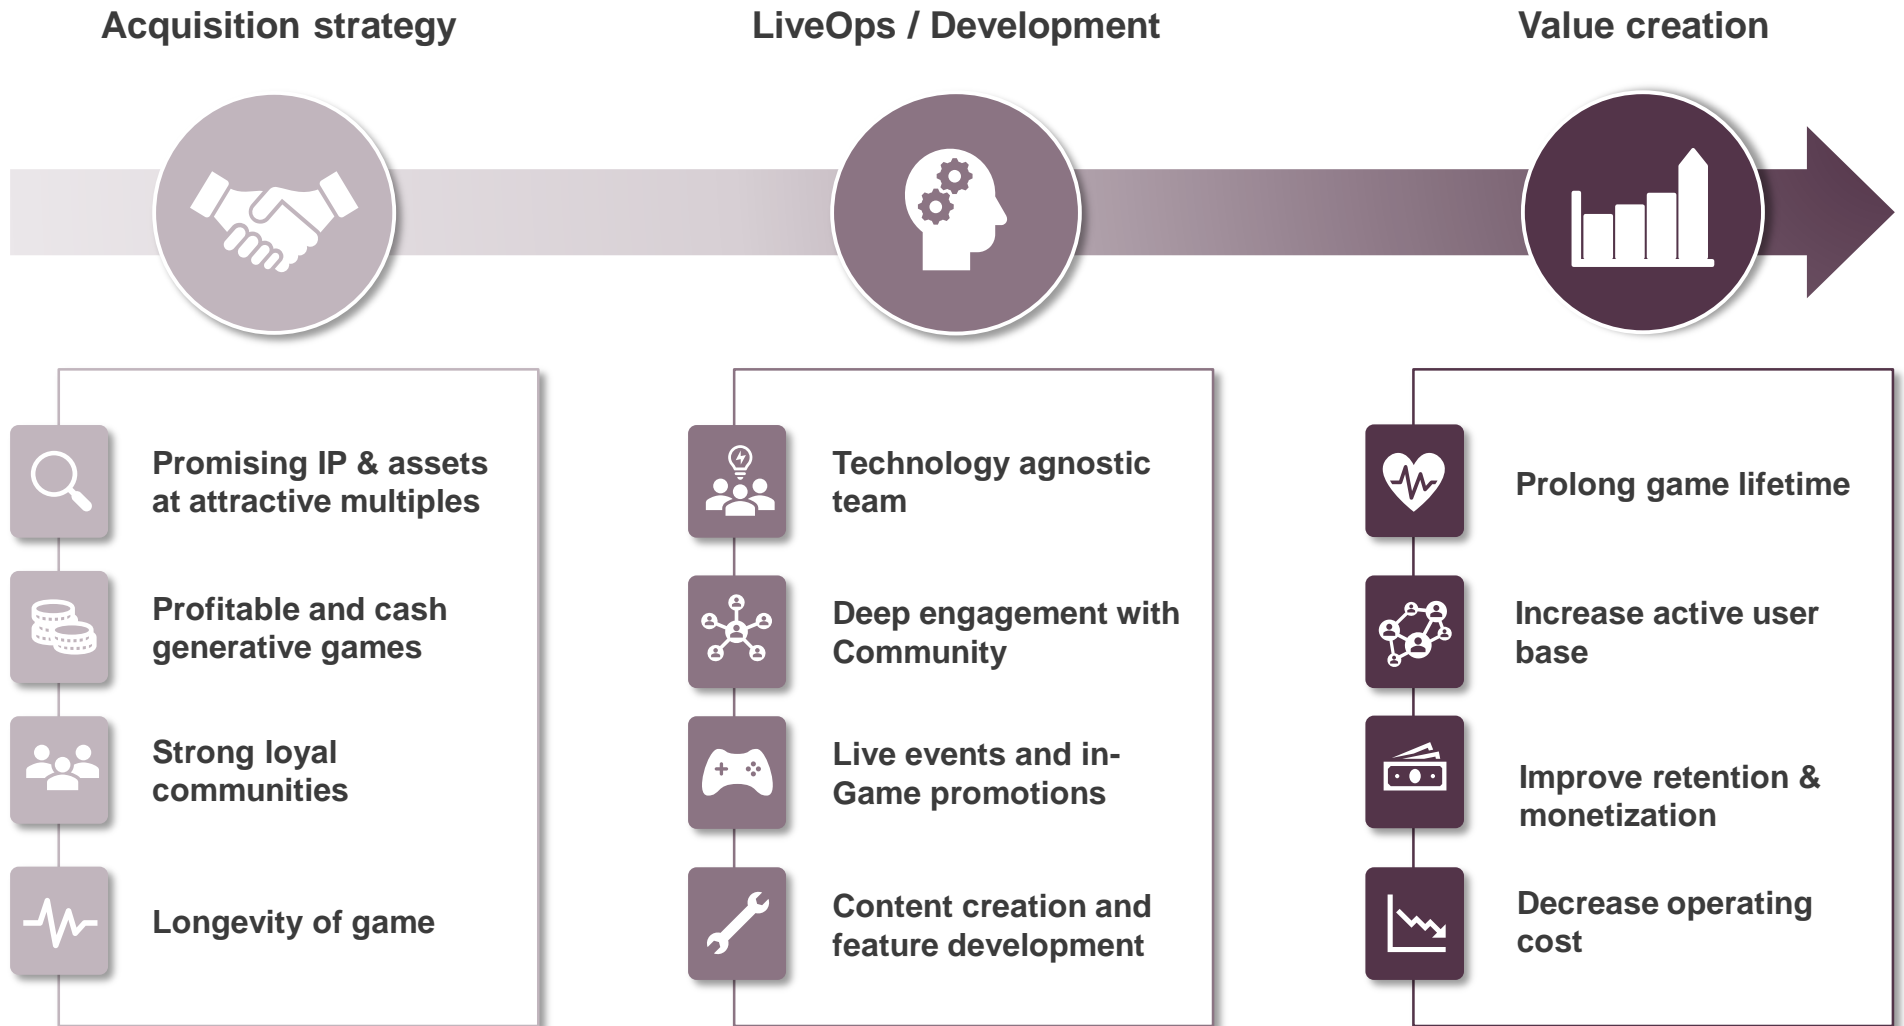 Acquisition strategy
LiveOps / Development
Value creation
Promising IP & assets
at attractive multiples
Profitable and cash
generative games
Strong loyal
communities
Longevity of game
Technology agnostic
team
Deep engagement with
Community
Live events and in-
Game promotions
Content creation and
feature development
Prolong game lifetime
Increase active user
base
Improve retention &
monetization
Decrease operating
cost